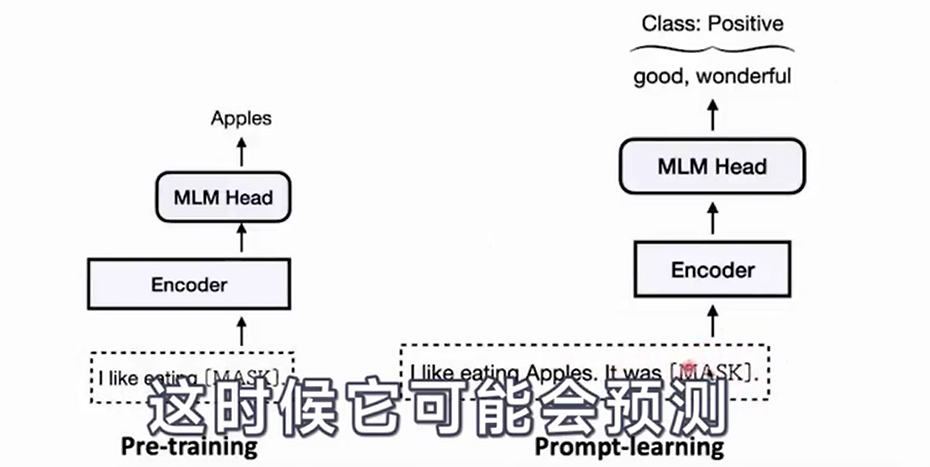 Class: Positive
good, wonderful
Apples
MLM Head
MLM Head
Encoder
Encoder
I like eating [MASK].
I like eating Apples. It was [MASK].
这时候它可能会预测
Pre-training
Prompt-learning